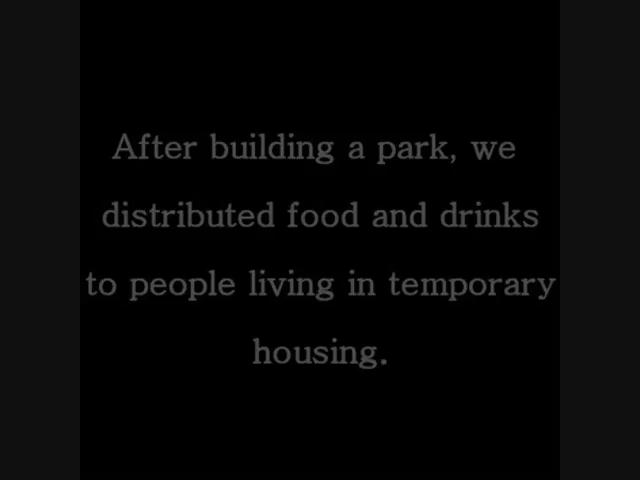 After building a park, we
distributed food and drinks
to people living in temporary
housing.